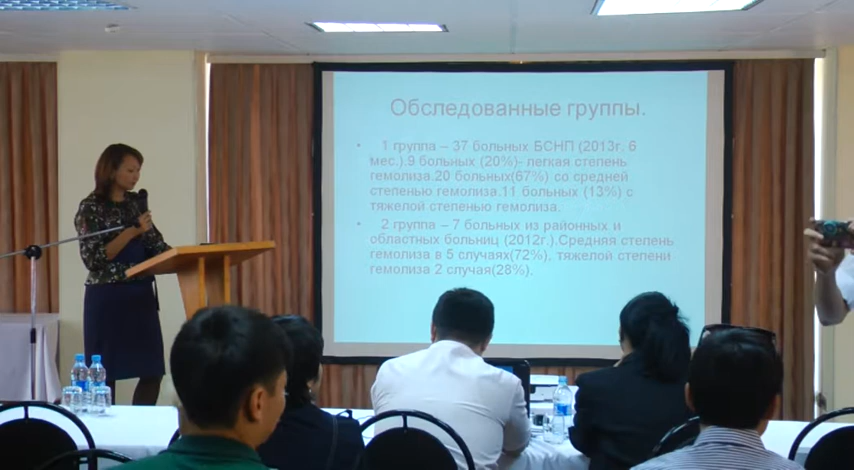 Обследованные группы.
• 1 группа – 37 больных БСНП (2013г. 6
мес.).9 больных (20%)- легкая степень
гемолиза.20 больных(67%) со средней
степенью гемолиза.11 больных (13%) с
тяжелой степенью гемолиза.
• 2 группа – 7 больных из районных и
областных больниц (2012г.).Средняя степень
гемолиза в 5 случаях(72%), тяжелой степени
гемолиза 2 случая(28%).